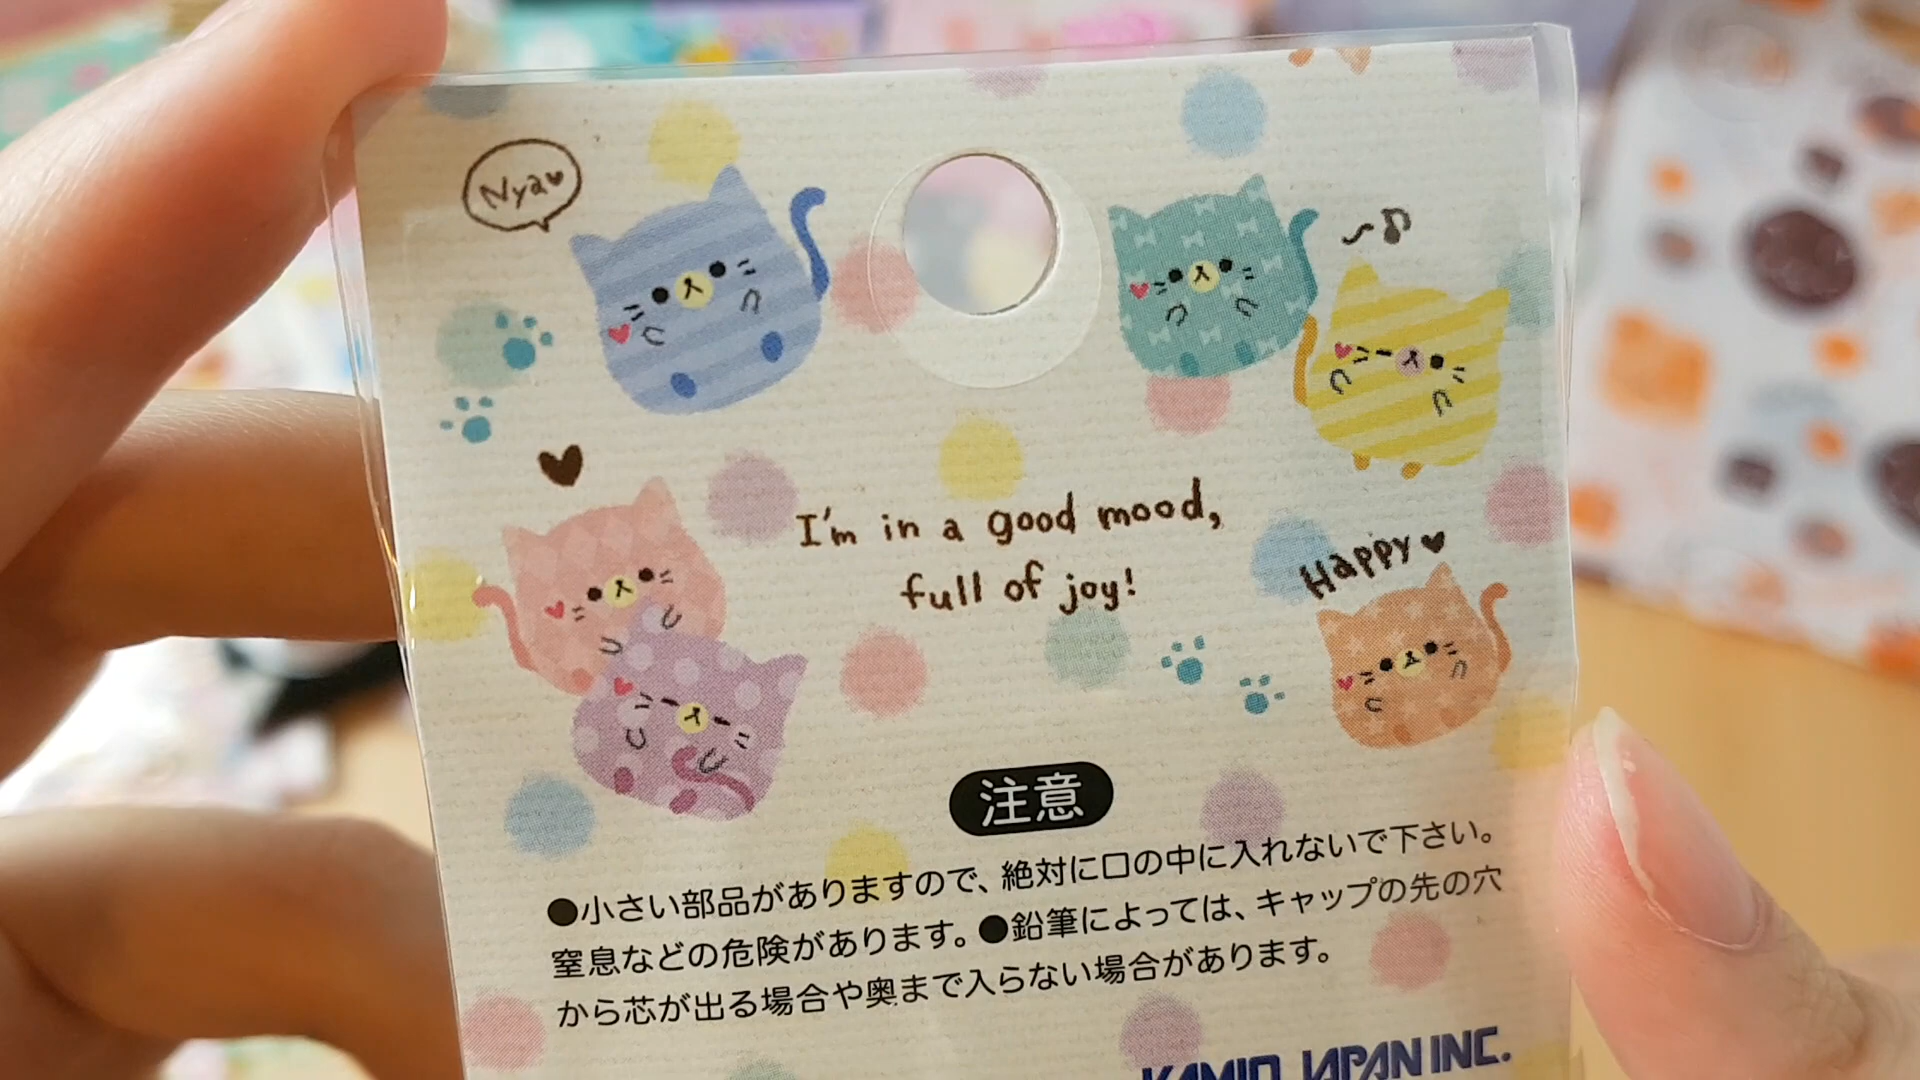 Nya♥
I'm in a good mood,
full of joy!
Happy♥
注意
●小さい部品がありますので、絶対に口の中に入れないで下さい。
窒息などの危険があります。●鉛筆によっては、キャップの先の穴
から芯が出る場合や奥まで入らない場合があります。
KAMIO JAPAN INC.